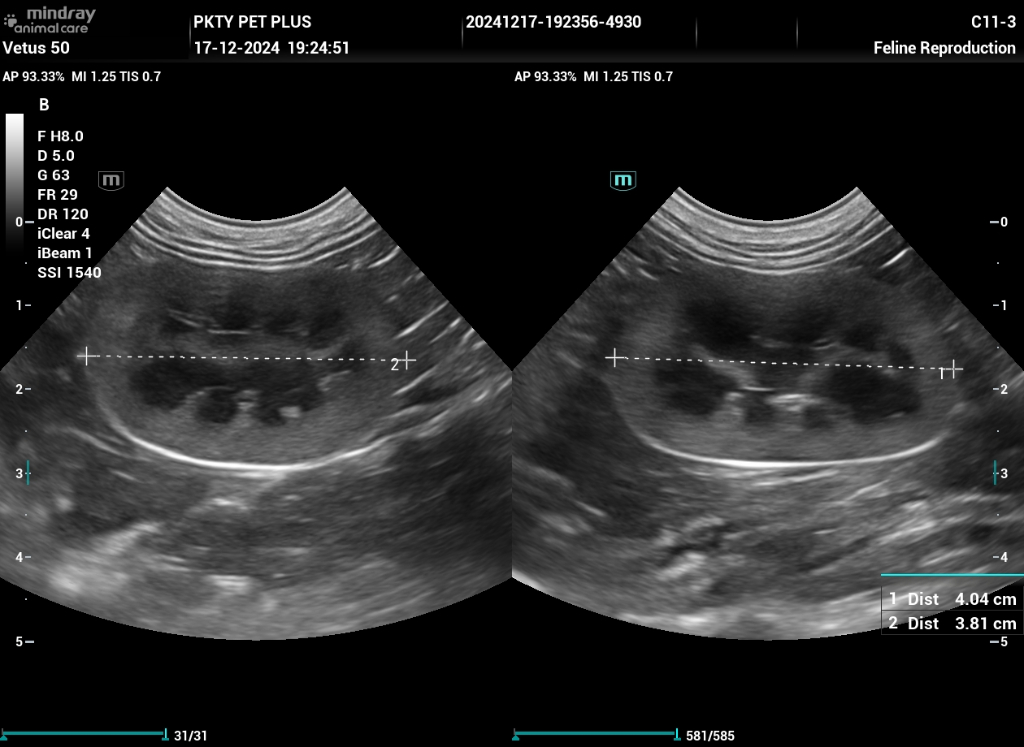 mindray
animalcare
Vetus 50
PKTY PET PLUS
17-12-2024 19:24:51
20241217-192356-4930
C11-3
Feline Reproduction
AP 93.33% MI 1.25 TIS 0.7
AP 93.33% MI 1.25 TIS 0.7
B
F H8.0
D 5.0
G 63
FR 29
DR 120
iClear 4
iBeam 1
SSI 1540
m
m
0
1
2
3
4
5
2
1
0
1
2
3
4
5
1 Dist 4.04 cm
2 Dist 3.81 cm
31/31
581/585